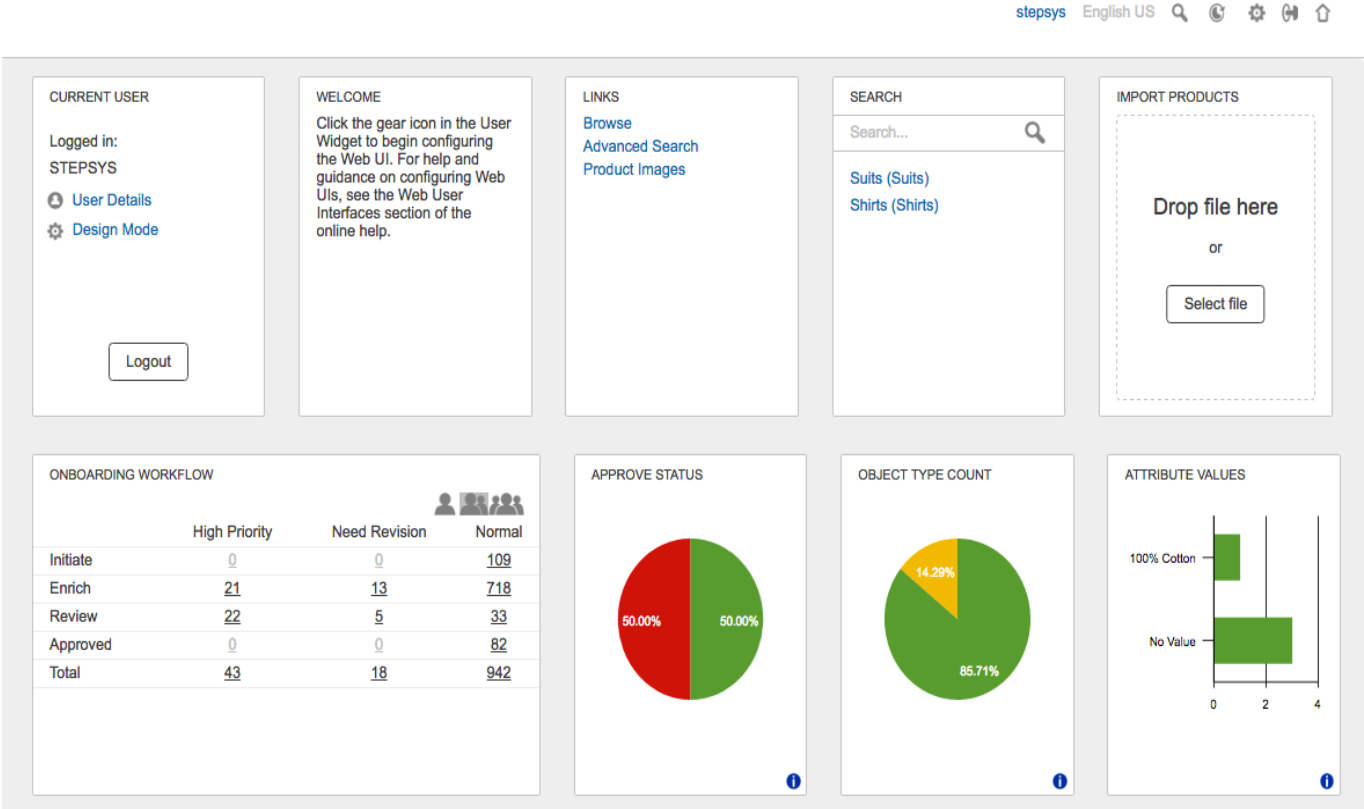 stepsys English US
CURRENT USER
Logged in:
STEPSYS
User Details
Design Mode
Logout
WELCOME
Click the gear icon in the User
Widget to begin configuring
the Web UI. For help and
guidance on configuring Web
UIs, see the Web User
Interfaces section of the
online help.
LINKS
Browse
Advanced Search
Product Images
SEARCH
Search...
Suits (Suits)
Shirts (Shirts)
IMPORT PRODUCTS
Drop file here
or
Select file
ONBOARDING WORKFLOW
High Priority Need Revision Normal
Initiate 0 0 109
Enrich 21 13 718
Review 22 5 33
Approved 0 0 82
Total 43 18 942
APPROVE STATUS
50.00% 50.00%
OBJECT TYPE COUNT
14.29%
85.71%
ATTRIBUTE VALUES
100% Cotton
No Value
0 2 4